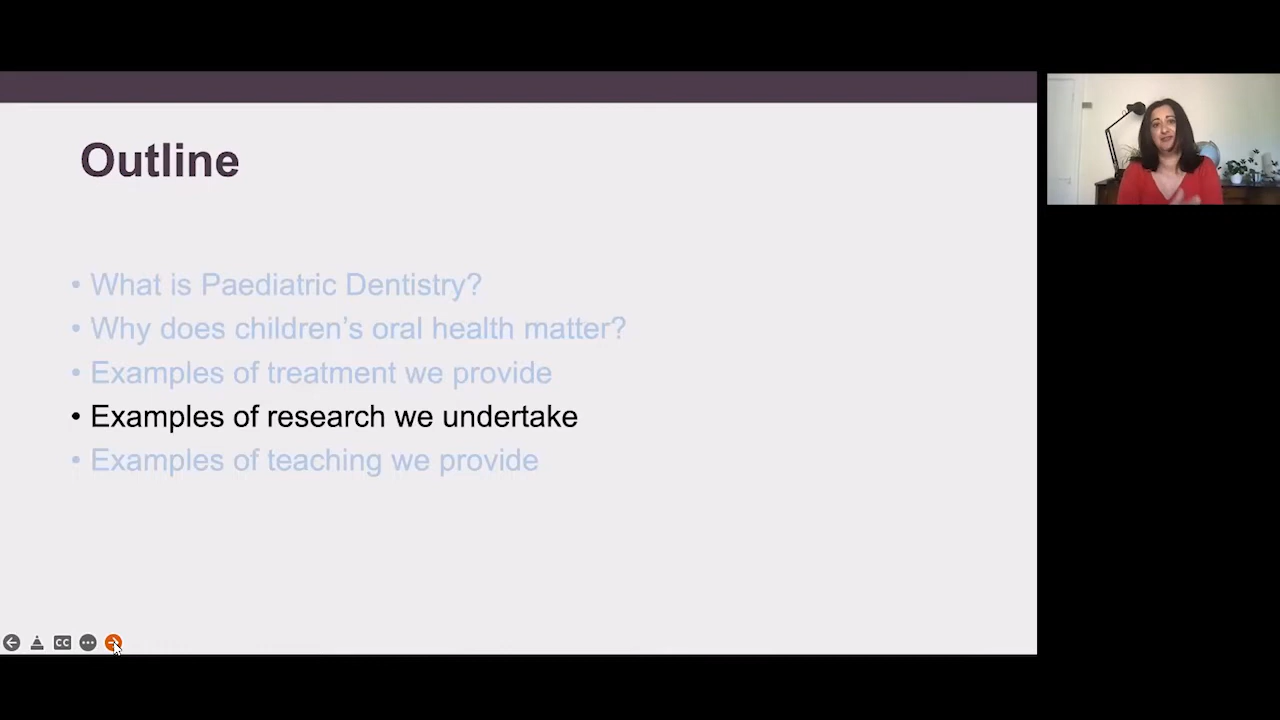 Outline
• What is Paediatric Dentistry?
• Why does children’s oral health matter?
• Examples of treatment we provide
• Examples of research we undertake
• Examples of teaching we provide
CC